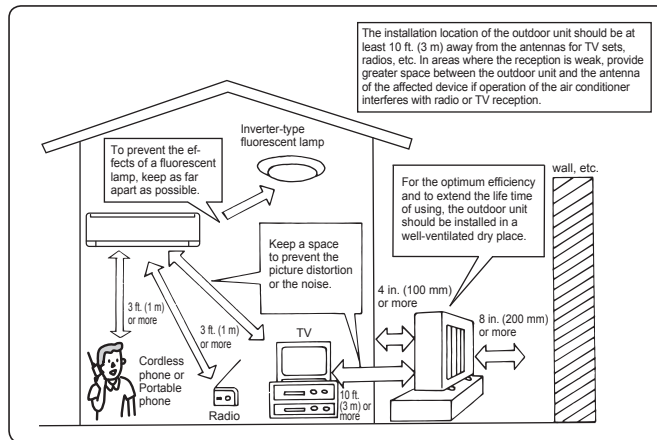 The installation location of the outdoor unit should be at
least 10 ft. (3 m) away from the antennas for TV sets,
radios, etc. In areas where the reception is weak, provide
greater space between the outdoor unit and the antenna
of the affected device if operation of the air conditioner
interferes with radio or TV reception.
Inverter-type
fluorescent lamp
To prevent the ef-
fects of a fluorescent
lamp, keep as far
apart as possible.
wall, etc.
For the optimum efficiency
and to extend the life time
of using, the outdoor unit
should be installed in a
well-ventilated dry place.
Keep a space
to prevent the
picture distortion
or the noise.
4 in. (100 mm)
or more
8 in. (200 mm)
or more
3 ft. (1 m)
or more
3 ft. (1 m)
or more
TV
Cordless
phone or
Portable
phone
Radio
10 ft.
(3 m) or
more